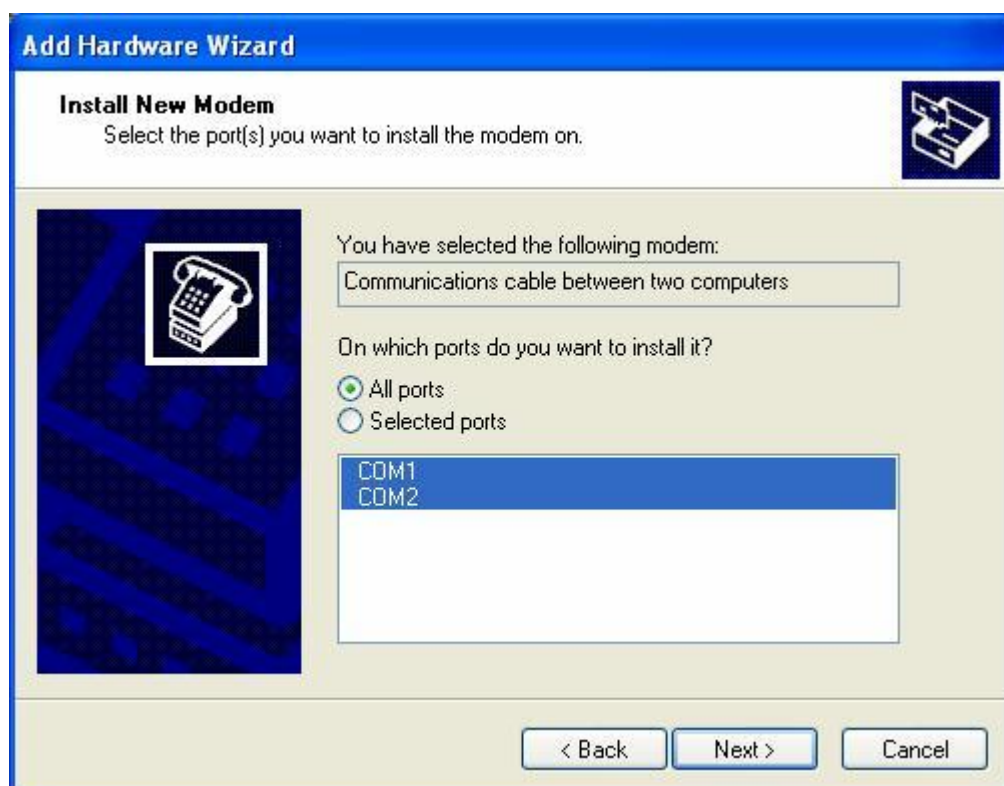 Add Hardware Wizard
Install New Modem
Select the port(s) you want to install the modem on.
You have selected the following modem:
Communications cable between two computers
On which ports do you want to install it?
All ports
Selected ports
COM1
COM2
< Back Next > Cancel